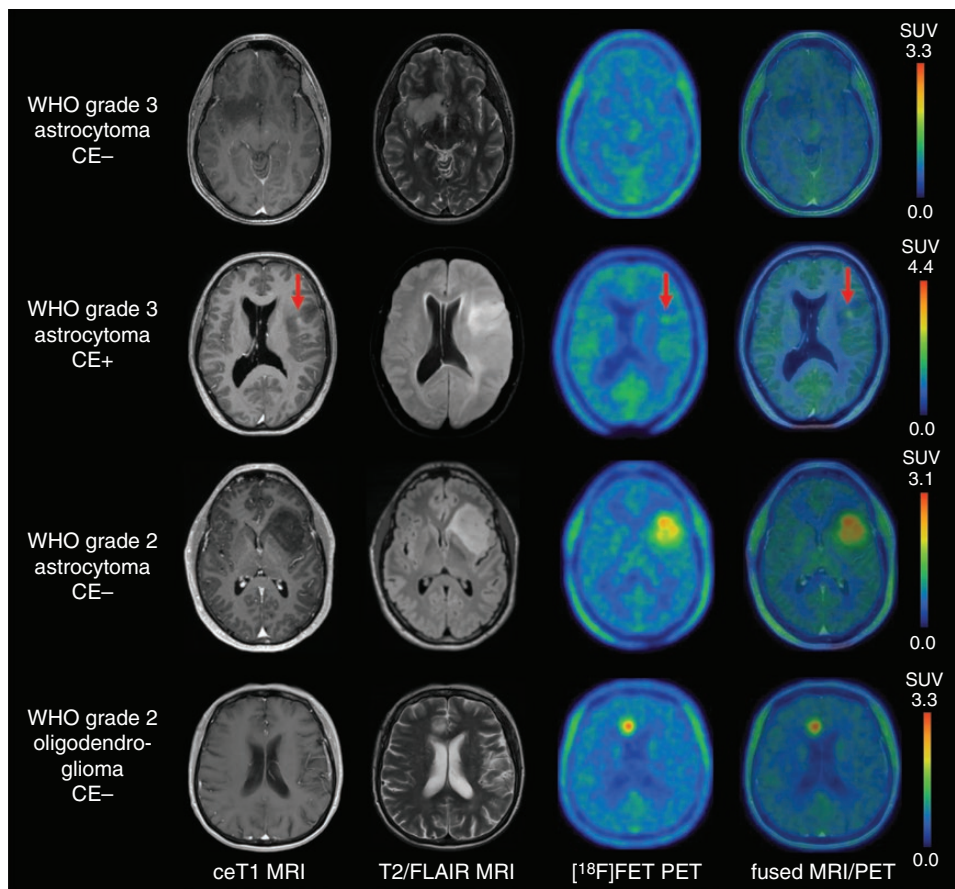 SUV
3.3
WHO grade 3
astrocytoma
CE–
0.0
SUV
4.4
WHO grade 3
astrocytoma
CE+
0.0
SUV
3.1
WHO grade 2
astrocytoma
CE–
0.0
SUV
3.3
WHO grade 2
oligodendro-
glioma
CE–
0.0
ceT1 MRI
T2/FLAIR MRI
[¹⁸F]FET PET
fused MRI/PET